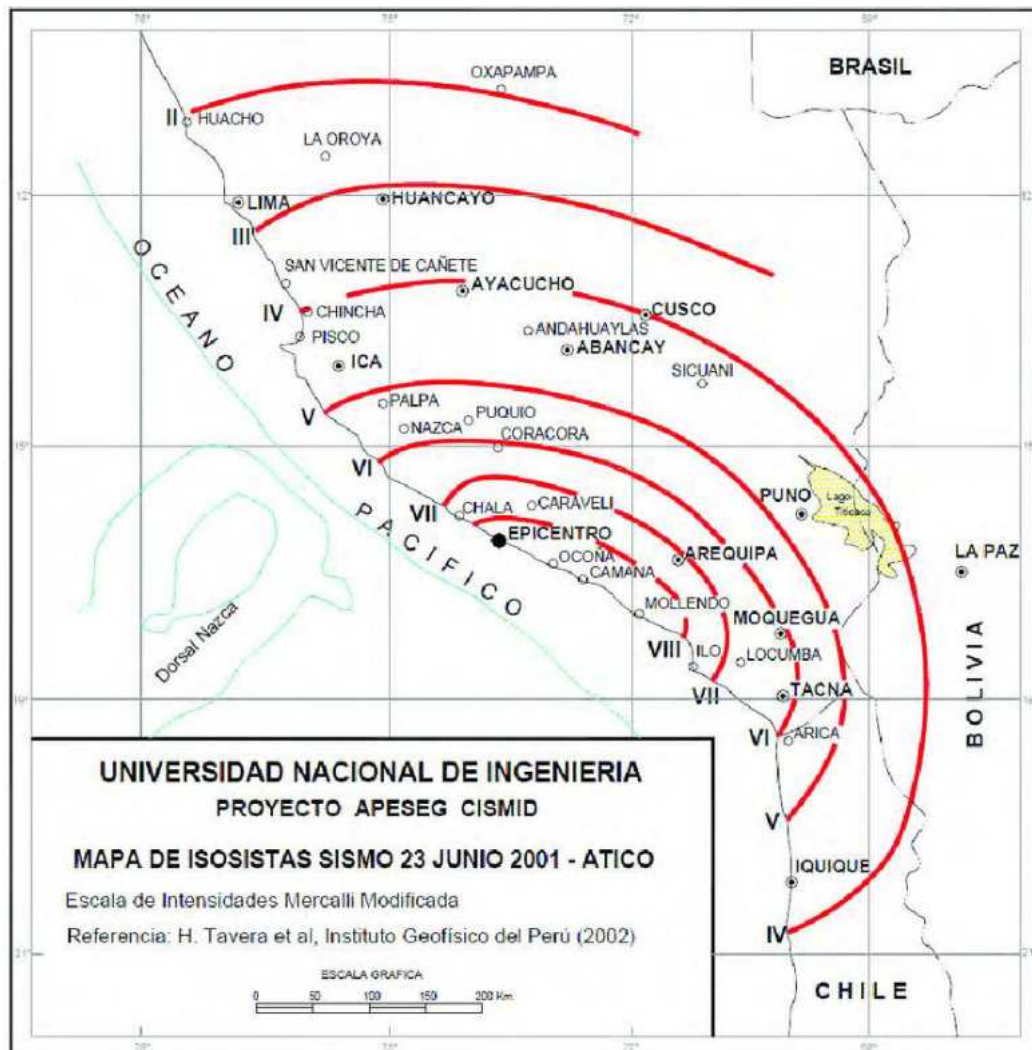 72°
BRASIL
OXAPAMPA
II
HUACHO
LA OROYA
12°
LIMA
HUANCAYO
III
OCEANO
SAN VICENTE DE CAÑETE
AYACUCHO
IV
CHINCHA
CUSCO
PISCO
ANDAHUAYLAS
ICA
ABANCAY
SICUANI
PALPA
V
PUQUIO
NAZCA
CORACORA
15°
VI
PUNO
Lago
VII
CHALA
CARAVELI
PACIFICO
EPICENTRO
AREQUIPA
OCOÑA
LA PAZ
CAMANA
MOLLENDO
MOQUEGUA
Dorsal Nazca
VIII
ILO
LOCUMBA
BOLIVIA
VII
TACNA
VI
ARICA
UNIVERSIDAD NACIONAL DE INGENIERIA
PROYECTO APESEG CISMID
V
MAPA DE ISOSISTAS SISMO 23 JUNIO 2001 - ATICO
IQUIQUE
Escala de Intensidades Mercalli Modificada
Referencia: H. Tavera et al, Instituto Geofísico del Perú (2002)
IV
ESCALA GRAFICA
0 50 100 150 200 Km.
CHILE